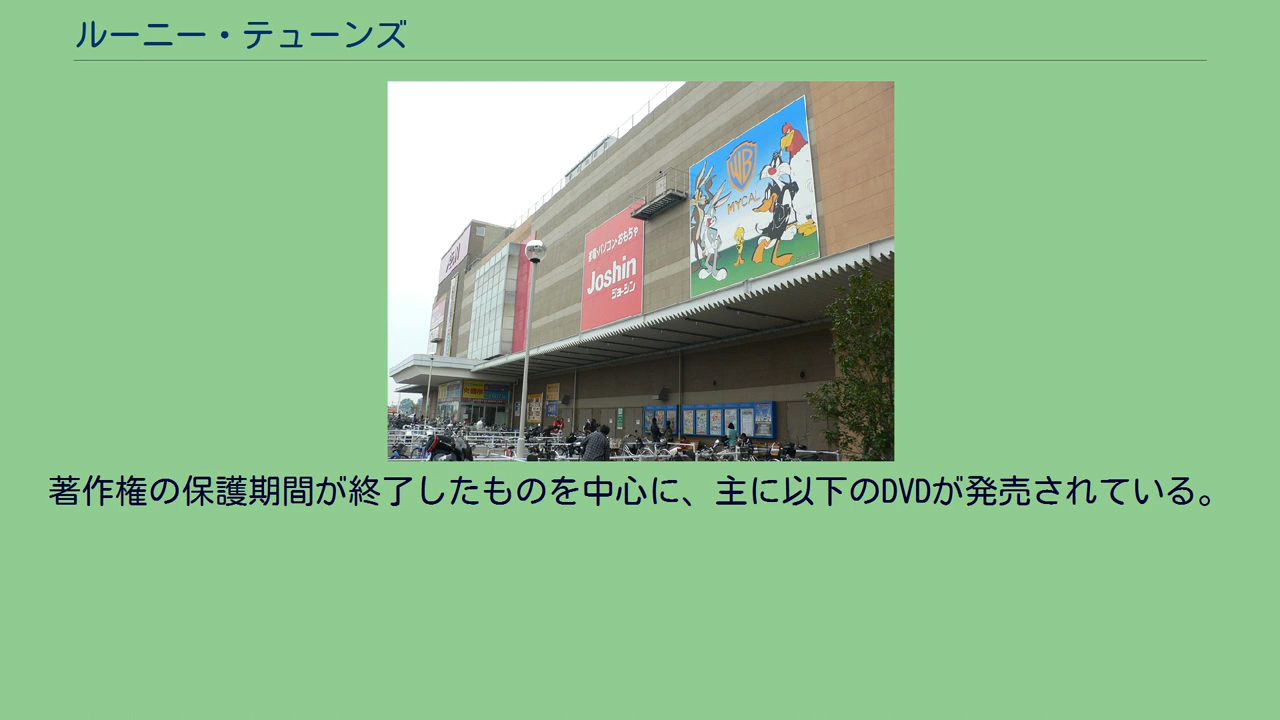 ルーニー・テューンズ
WB
MYCAL
家電・パソコン・おもちゃ
Joshin
ジョーシン
著作権の保護期間が終了したものを中心に、主に以下のDVDが発売されている。